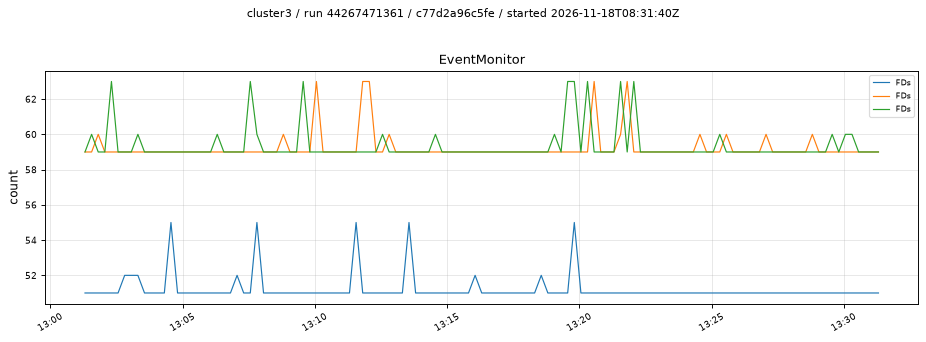 cluster3 / run 44267471361 / c77d2a96c5fe / started 2026-11-18T08:31:40Z
EventMonitor
FDs
FDs
FDs
count
62
60
58
56
54
52
13:00
13:05
13:10
13:15
13:20
13:25
13:30